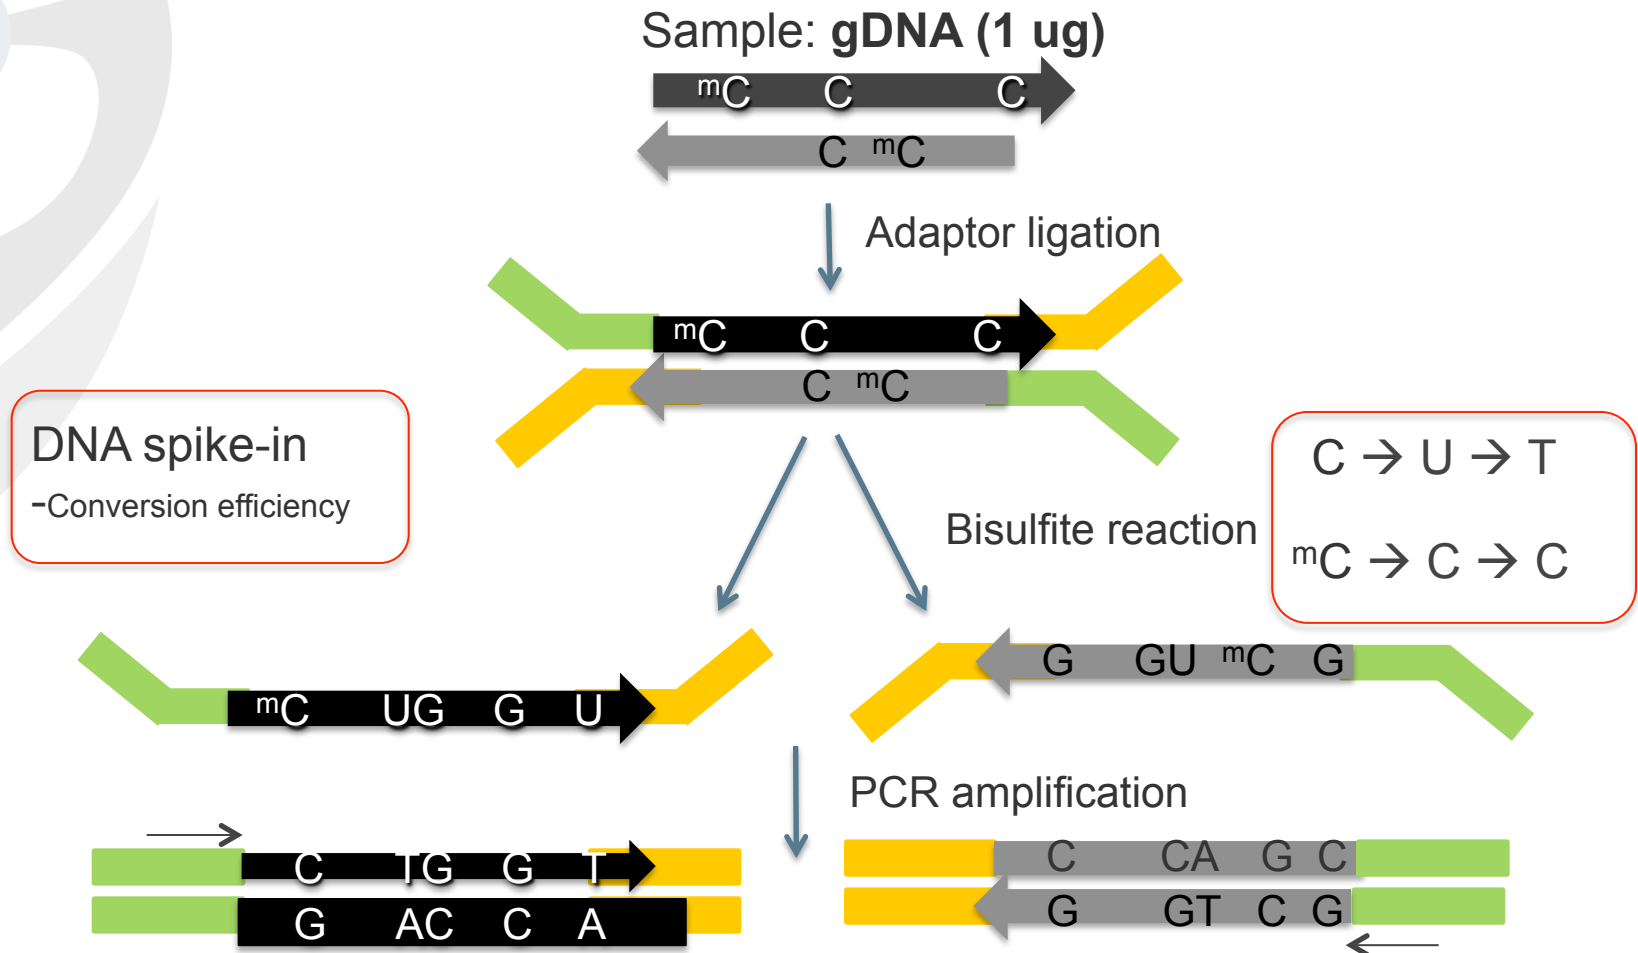 Sample: gDNA (1 ug)
mC C C
C mC
Adaptor ligation
mC C C
C mC
DNA spike-in
-Conversion efficiency
Bisulfite reaction
C → U → T
mC → C → C
mC UG G U
G GU mC G
PCR amplification
C TG G T
G AC C A
C CA G C
G GT C G